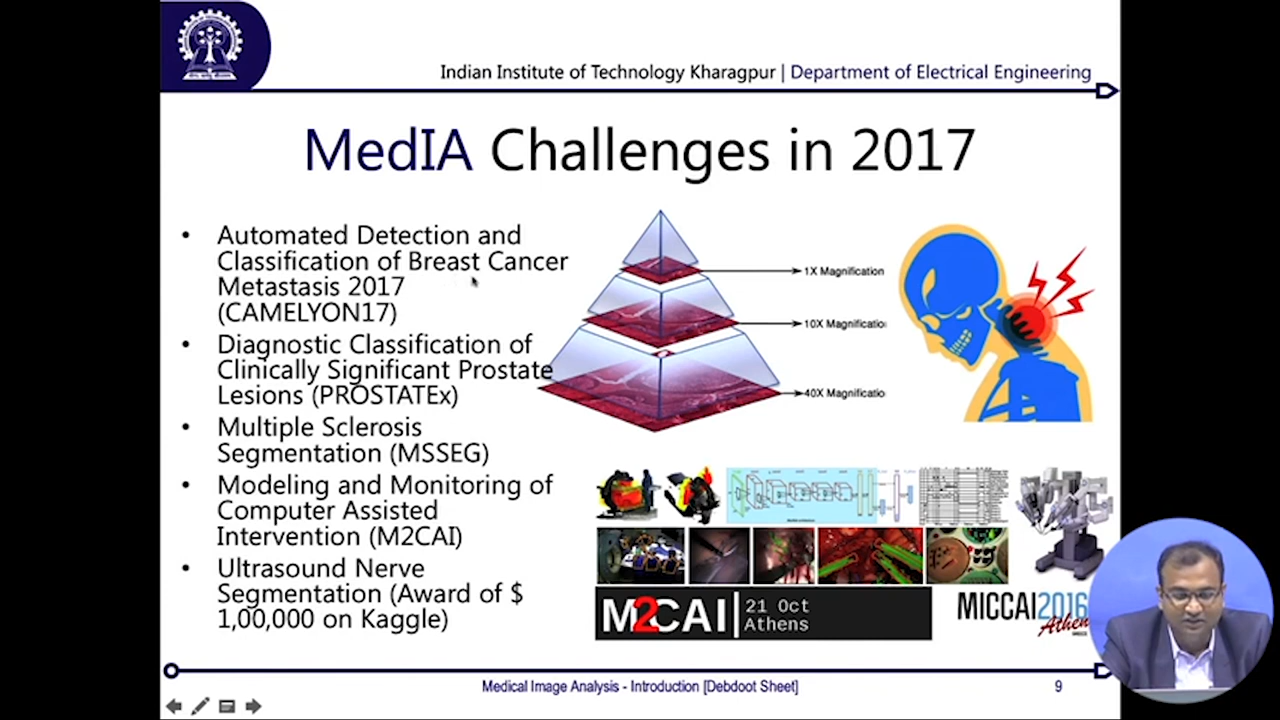 Indian Institute of Technology Kharagpur | Department of Electrical Engineering
MedIA Challenges in 2017
• Automated Detection and
Classification of Breast Cancer
Metastasis 2017
(CAMELYON17)
• Diagnostic Classification of
Clinically Significant Prostate
Lesions (PROSTATEx)
• Multiple Sclerosis
Segmentation (MSSEG)
• Modeling and Monitoring of
Computer Assisted
Intervention (M2CAI)
• Ultrasound Nerve
Segmentation (Award of $
1,00,000 on Kaggle)
1X Magnification
10X Magnificatio
40X Magnificatio
M2CAI
21 Oct
Athens
MICCAI2016
Athen
Medical Image Analysis - Introduction [Debdoot Sheet]
9